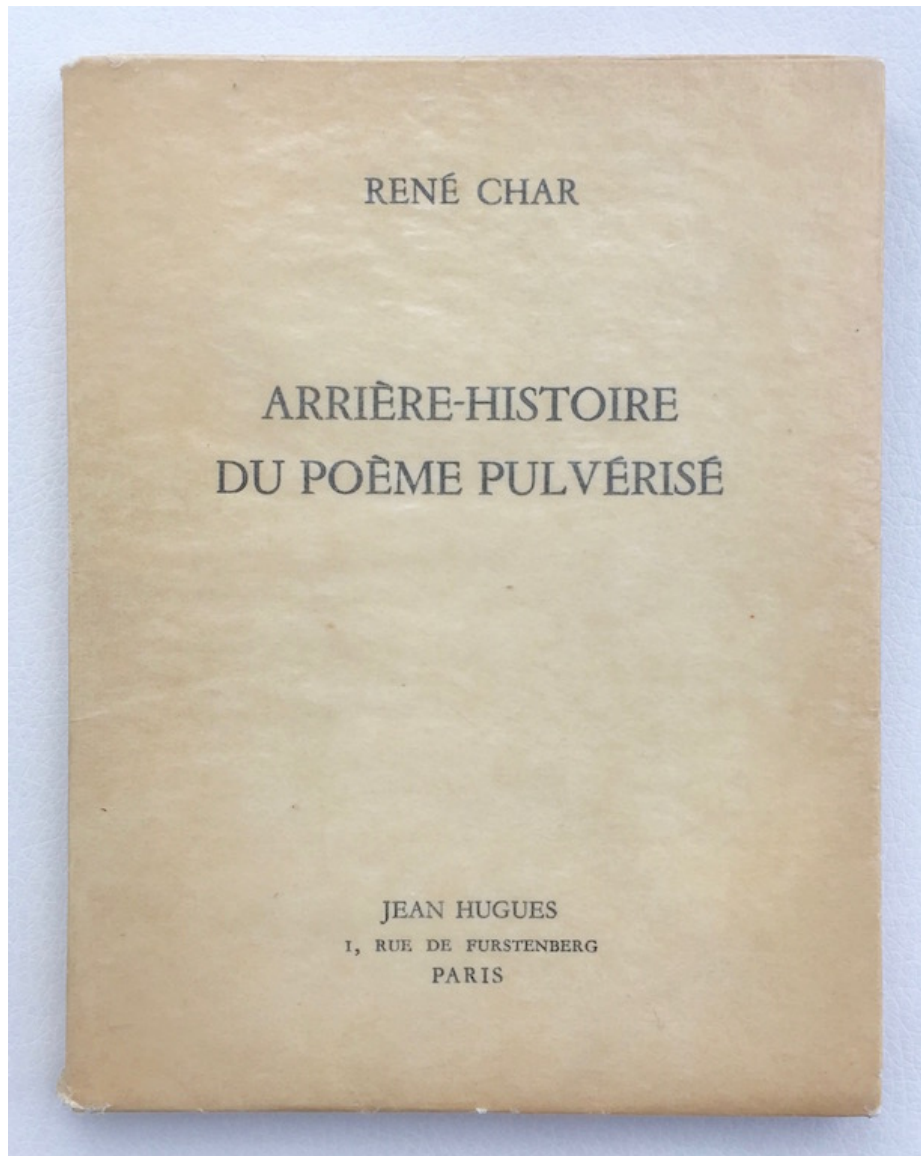 RENÉ CHAR
ARRIÈRE-HISTOIRE
DU POÈME PULVÉRISÉ
JEAN HUGUES
1, RUE DE FURSTENBERG
PARIS